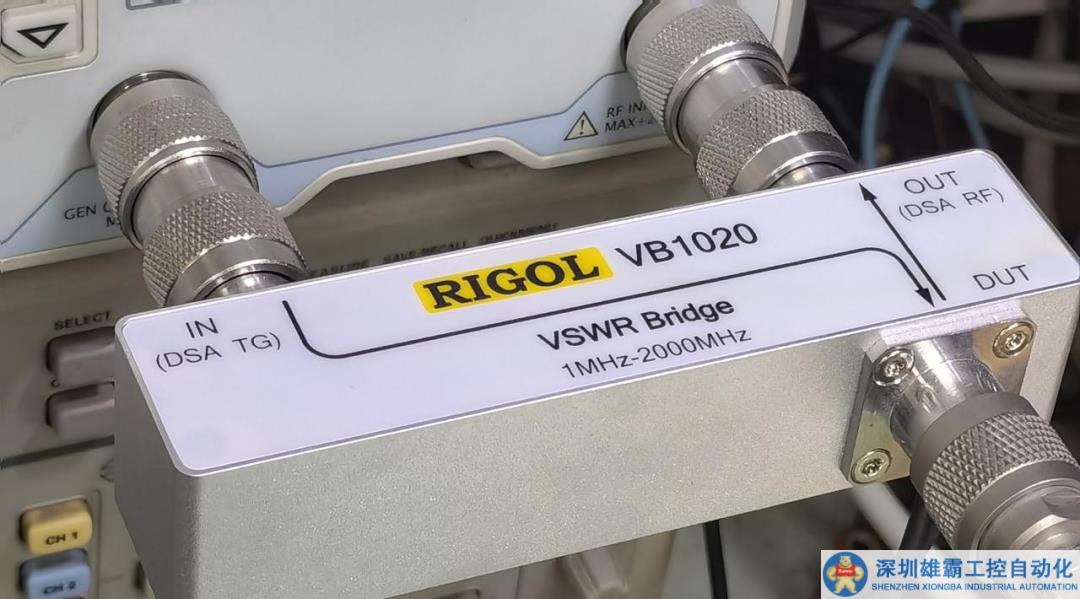 RF IN
MAX
GEN
OUT
(DSA RF)
RIGOL VB1020
DUT
IN
(DSA TG)
VSWR Bridge
1MHz-2000MHz
SELECT
CH 1
CH 2
深圳雄霸工控自动化
SHENZHEN XIONGBA INDUSTRIAL AUTOMATION